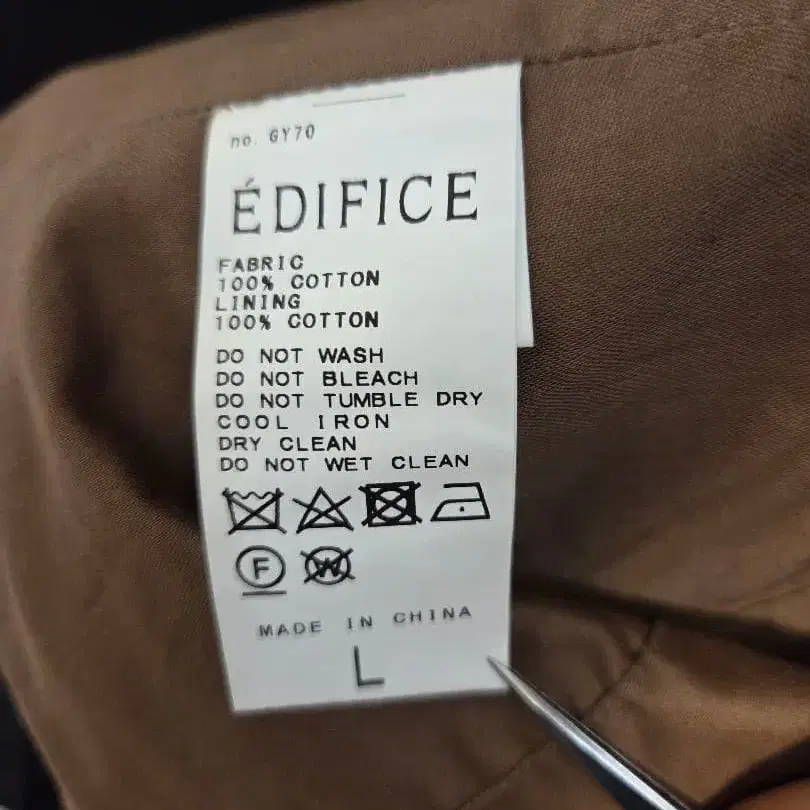 no. GY70
ÉDIFICE
FABRIC
100% COTTON
LINING
100% COTTON
DO NOT WASH
DO NOT BLEACH
DO NOT TUMBLE DRY
COOL IRON
DRY CLEAN
DO NOT WET CLEAN
F W
MADE IN CHINA
L